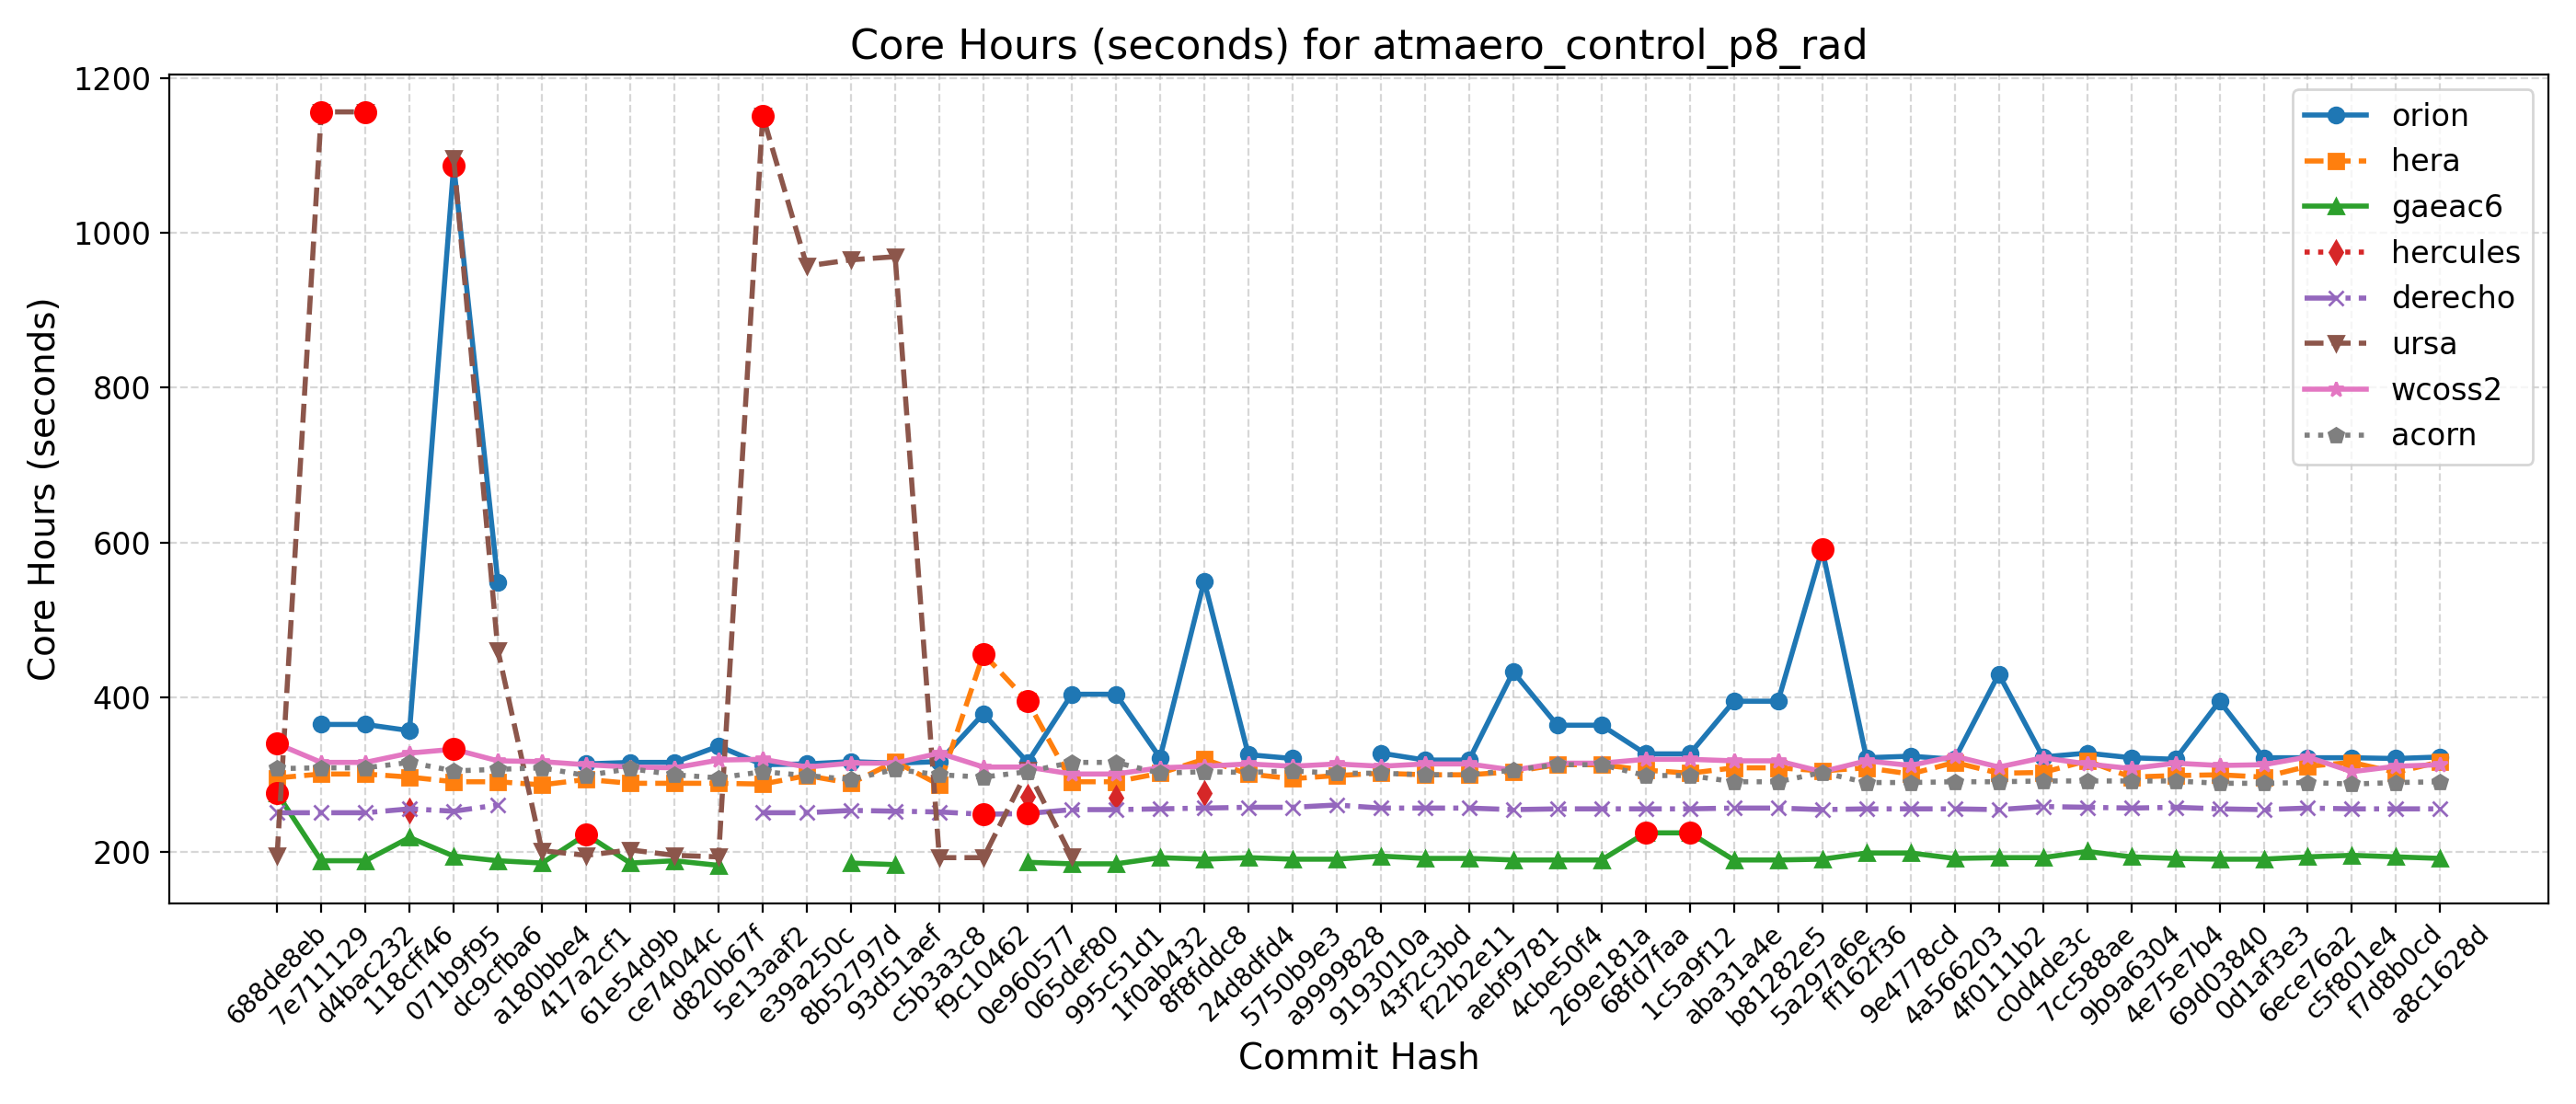 Core Hours (seconds) for atmaero_control_p8_rad
Core Hours (seconds)
1200
1000
800
600
400
200
orion
hera
gaeac6
hercules
derecho
ursa
wcoss2
acorn
688de8eb
7e711129
d4bac232
118cff46
071b9f95
dc9cfba6
a180bbe4
417a2cf1
61e54d9b
ce74044c
d820b67f
5e13aaf2
e39a250c
8b52797d
93d51aef
c5b3a3c8
f9c10462
0e960577
065def80
995c51d1
1f0ab432
8f8fddc8
24d8dfd4
5750b9e3
a9999828
9193010a
43f2c3bd
f22b2e11
aebf9781
4cbe50f4
269e181a
68fd7faa
1c5a9f12
aba31a4e
b81282e5
5a297a6e
ff162f36
9e4778cd
4a566203
4f0111b2
c0d4de3c
7cc588ae
9b9a6304
4e75e7b4
69d03840
0d1af3e3
6ece76a2
c5f801e4
f7d8b0cd
a8c1628d
Commit Hash